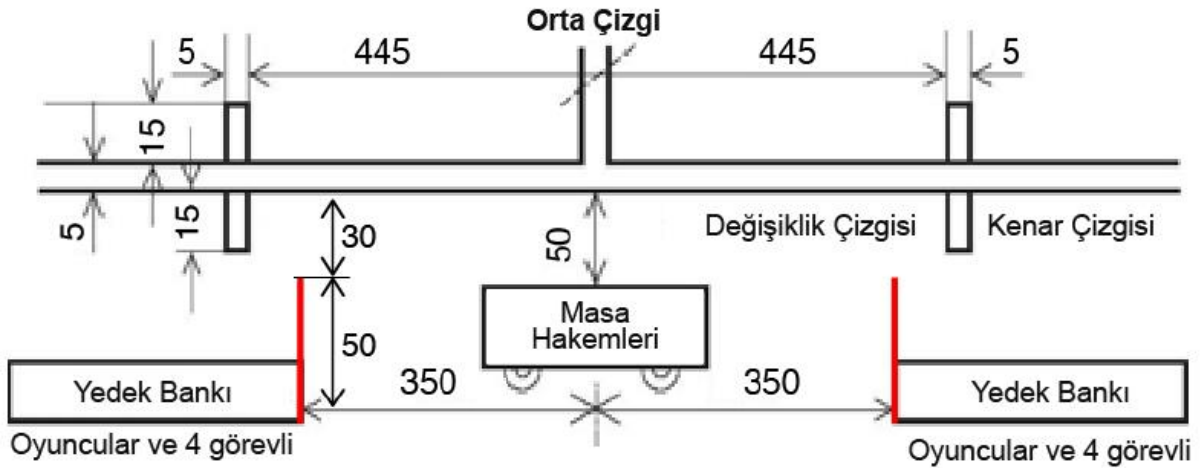 Orta Çizgi
5 445 445 5
15
5
15
30
50
Değişiklik Çizgisi Kenar Çizgisi
Masa
Hakemleri
50
350 350
Yedek Bankı Yedek Bankı
Oyuncular ve 4 görevli Oyuncular ve 4 görevli